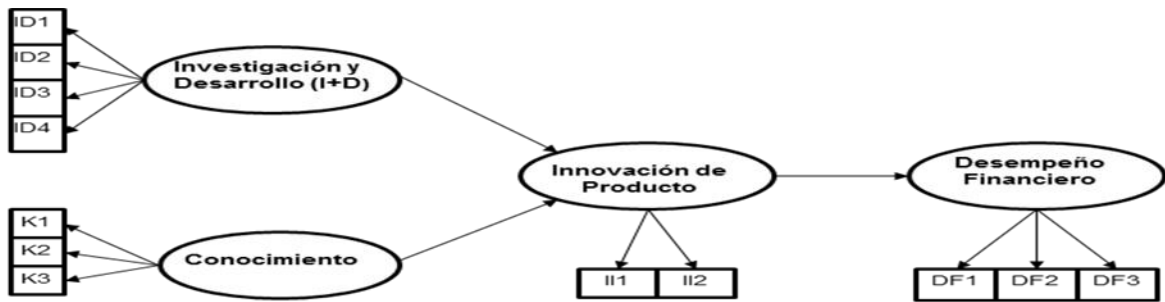 ID1
ID2
ID3
ID4
Investigación y
Desarrollo (I+D)
K1
K2
K3
Conocimiento
Innovación de
Producto
II1
II2
Desempeño
Financiero
DF1
DF2
DF3